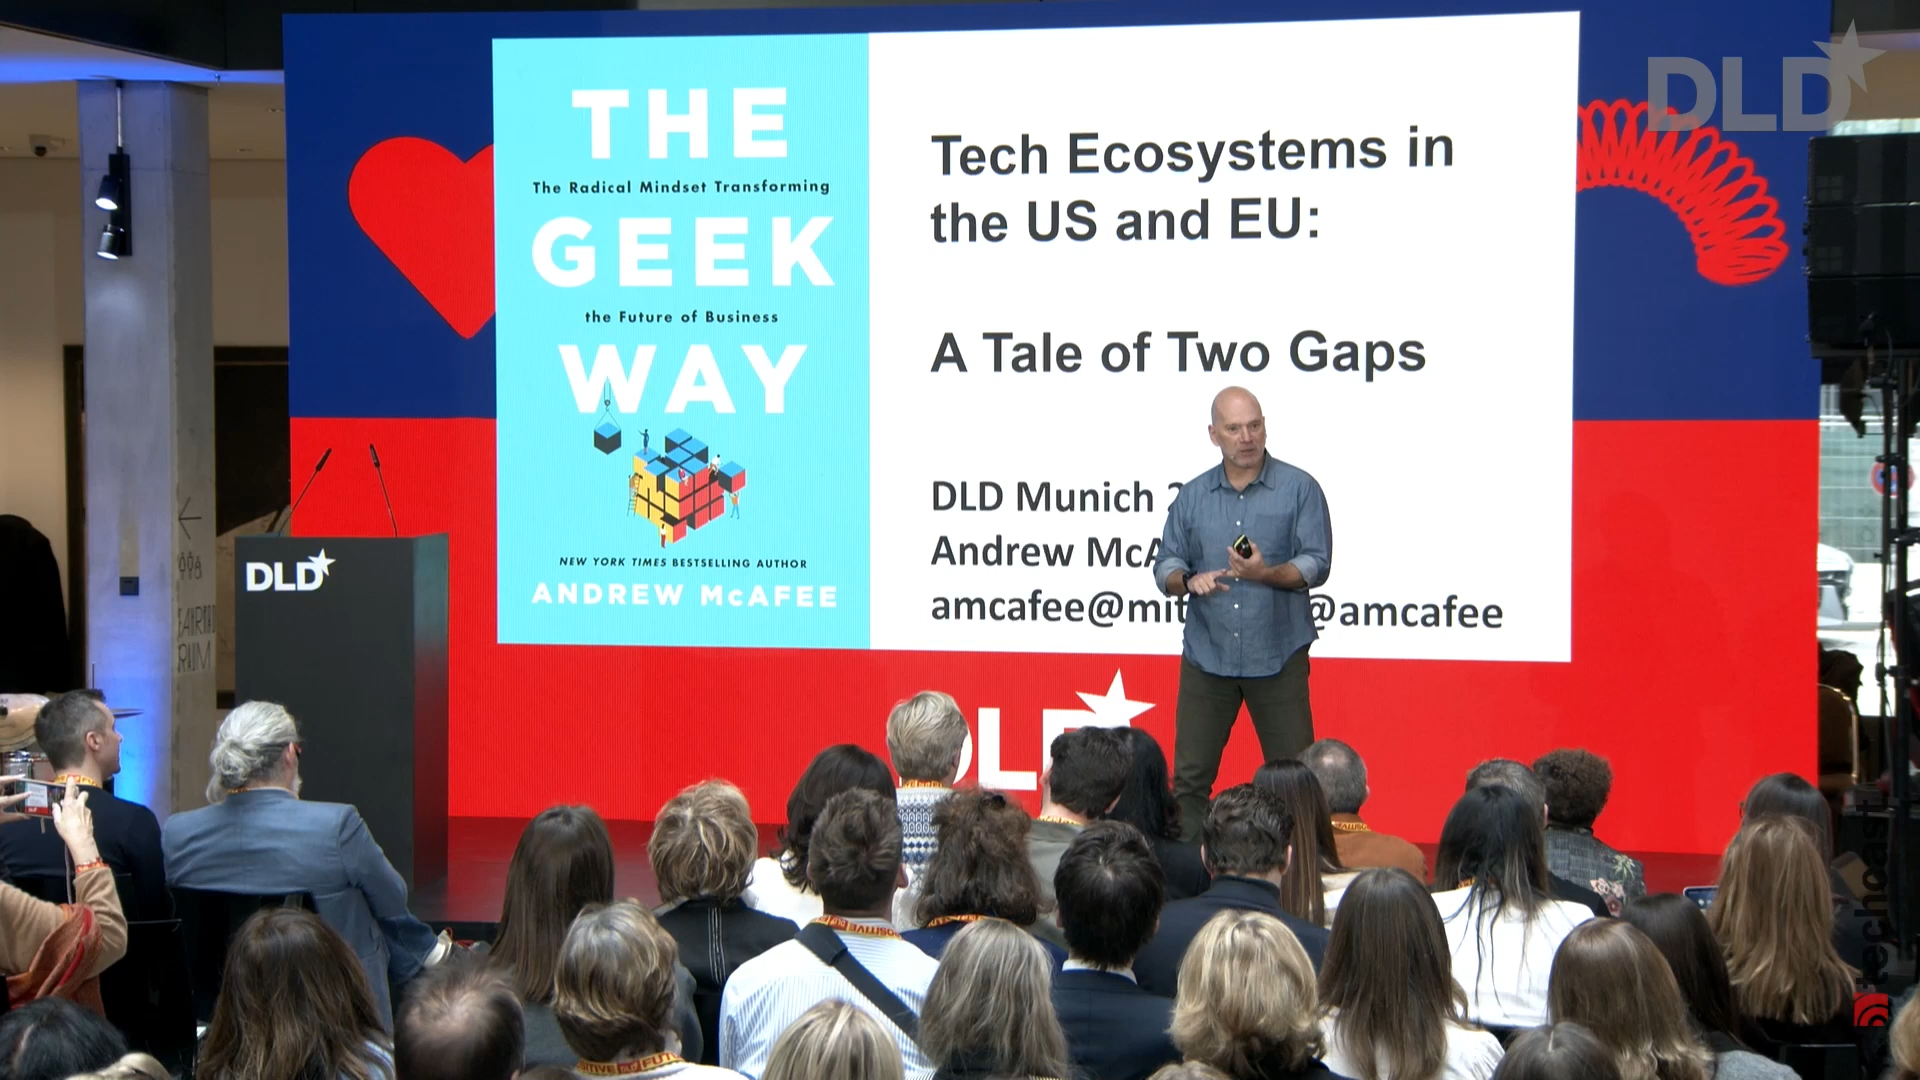 THE
The Radical Mindset Transforming
GEEK
the Future of Business
WAY
NEW YORK TIMES BESTSELLING AUTHOR
ANDREW McAFEE
Tech Ecosystems in
the US and EU:
A Tale of Two Gaps
DLD Munich
Andrew McA
amcafee@mit
@amcafee
DLD
DLD
DLD